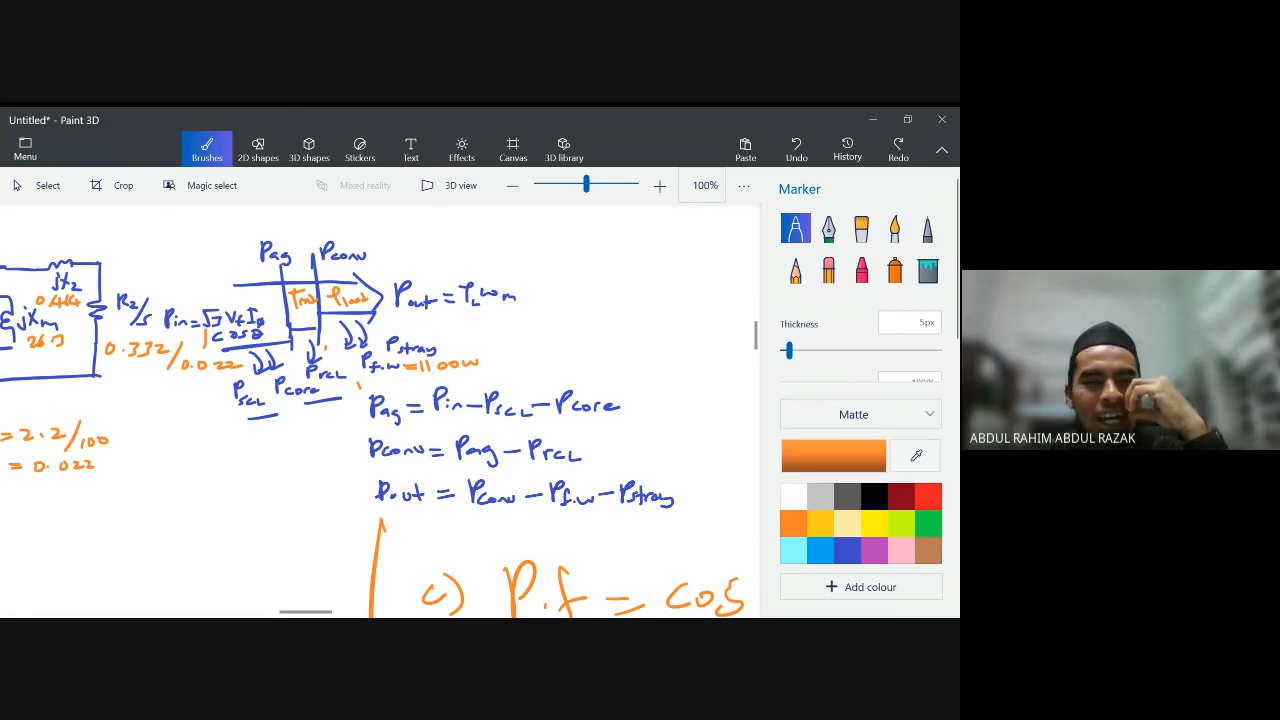 Untitled* - Paint 3D
Menu
Brushes
2D shapes
3D shapes
Stickers
Text
Effects
Canvas
3D library
Paste
Undo
History
Redo
Select
Crop
Magic select
Mixed reality
3D view
100%
Marker
Thickness
5px
Matte
Add colour
ABDUL RAHIM ABDUL RAZAK
Pag
Pconv
jX2
0.464
R2/s
jXm
26.3
0.332/0.022
Pin = √3 VT IL
cos θ
Pout = TL ωm
PSCL
Pcore
PRCL
Pstray
Pf.w = 1100W
= 2.2/100
= 0.022
Pag = Pin - PSCL - Pcore
Pconv = Pag - PRCL
Pout = Pconv - Pf.w - Pstray
c) P.f = cos